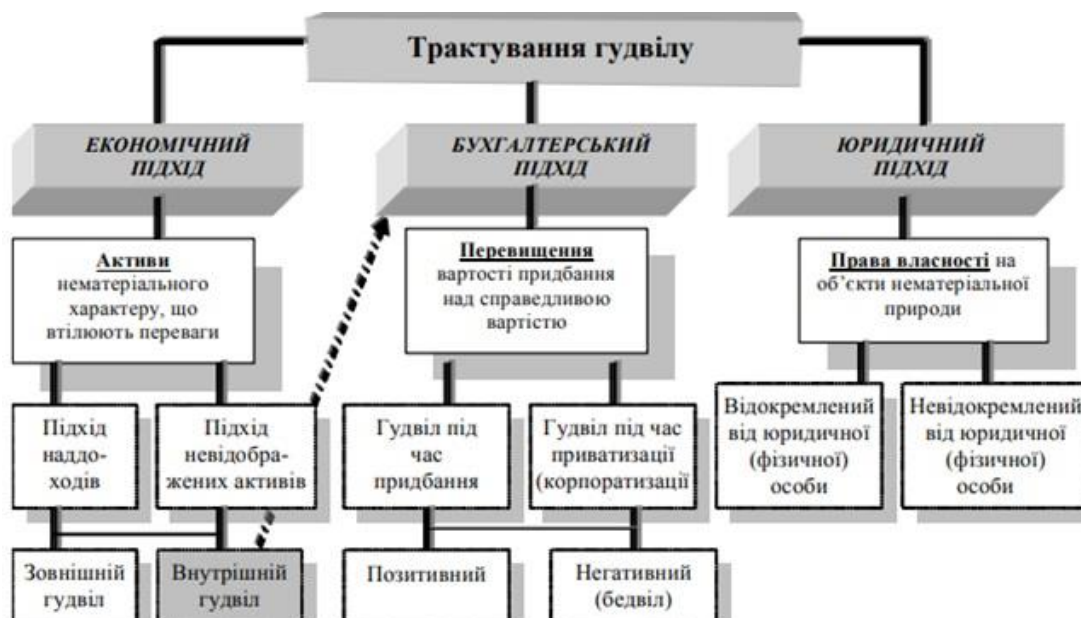 Трактування гудвілу
ЕКОНОМІЧНИЙ
ПІДХІД
БУХГАЛТЕРСЬКИЙ
ПІДХІД
ЮРИДИЧНИЙ
ПІДХІД
Активи
нематеріального
характеру, що
втілюють переваги
Перевищення
вартості придбання
над справедливою
вартістю
Права власності на
об’єкти нематеріальної
природи
Підхід
наддо-
ходів
Підхід
невідобра-
жених активів
Гудвіл під
час
придбання
Гудвіл під час
приватизації
(корпоратизації
Відокремлений
від юридичної
(фізичної)
особи
Невідокремлений
від юридичної
(фізичної)
особи
Зовнішній
гудвіл
Внутрішній
гудвіл
Позитивний
Негативний
(бедвіл)